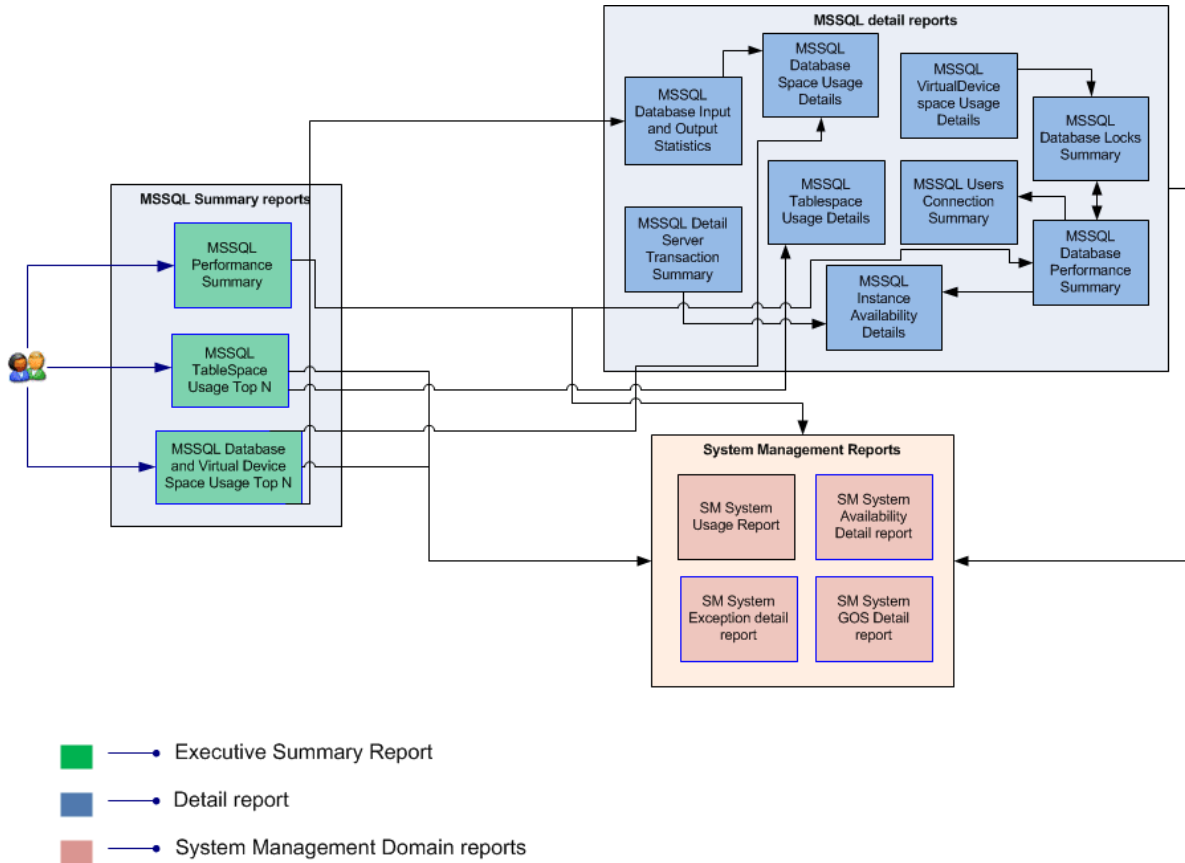 MSSQL detail reports
MSSQL
Database
Space Usage
Details
MSSQL
VirtualDevice
space Usage
Details
MSSQL
Database Input
and Output
Statistics
MSSQL
Database Locks
Summary
MSSQL
Tablespace
Usage Details
MSSQL Users
Connection
Summary
MSSQL Detail
Server
Transaction
Summary
MSSQL
Database
Performance
Summary
MSSQL
Instance
Availability
Details
MSSQL Summary reports
MSSQL
Performance
Summary
MSSQL
TableSpace
Usage Top N
MSSQL Database
and Virtual Device
Space Usage Top N
System Management Reports
SM System
Usage Report
SM System
Availability
Detail report
SM System
Exception detail
report
SM System
GOS Detail
report
Executive Summary Report
Detail report
System Management Domain reports